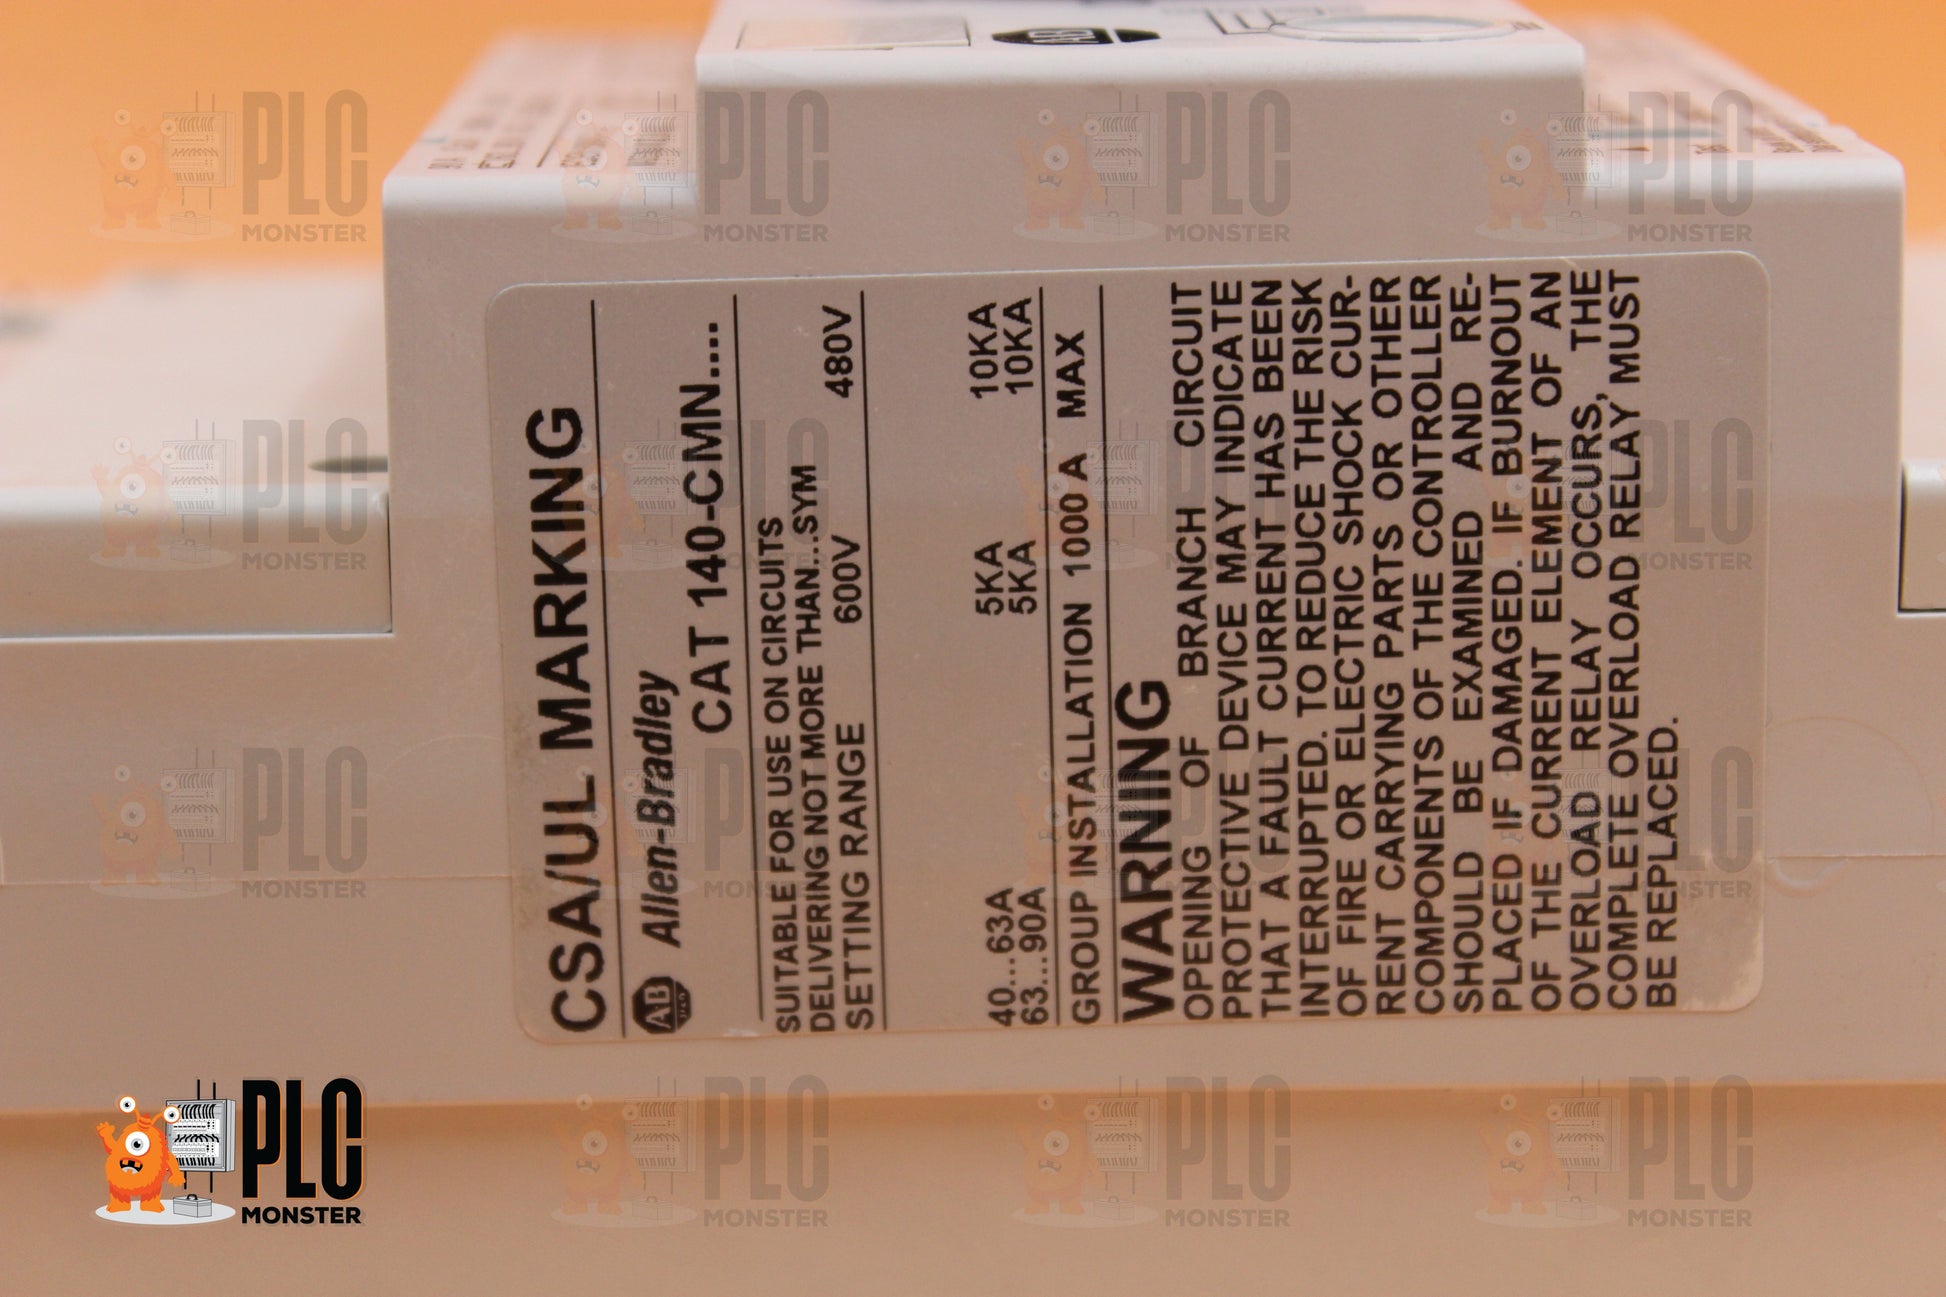 CSA/UL MARKING
AB Allen-Bradley
CAT 140-CMN....
SUITABLE FOR USE ON CIRCUITS
DELIVERING NOT MORE THAN...SYM
SETTING RANGE 600V 480V
40...63A 5KA 10KA
63...90A 5KA 10KA
GROUP INSTALLATION 1000 A MAX
WARNING
OPENING OF BRANCH CIRCUIT
PROTECTIVE DEVICE MAY INDICATE
THAT A FAULT CURRENT HAS BEEN
INTERRUPTED. TO REDUCE THE RISK
OF FIRE OR ELECTRIC SHOCK CUR-
RENT CARRYING PARTS OR OTHER
COMPONENTS OF THE CONTROLLER
SHOULD BE EXAMINED AND RE-
PLACED IF DAMAGED. IF BURNOUT
OF THE CURRENT ELEMENT OF AN
OVERLOAD RELAY OCCURS, THE
COMPLETE OVERLOAD RELAY MUST
BE REPLACED.
PLC
MONSTER